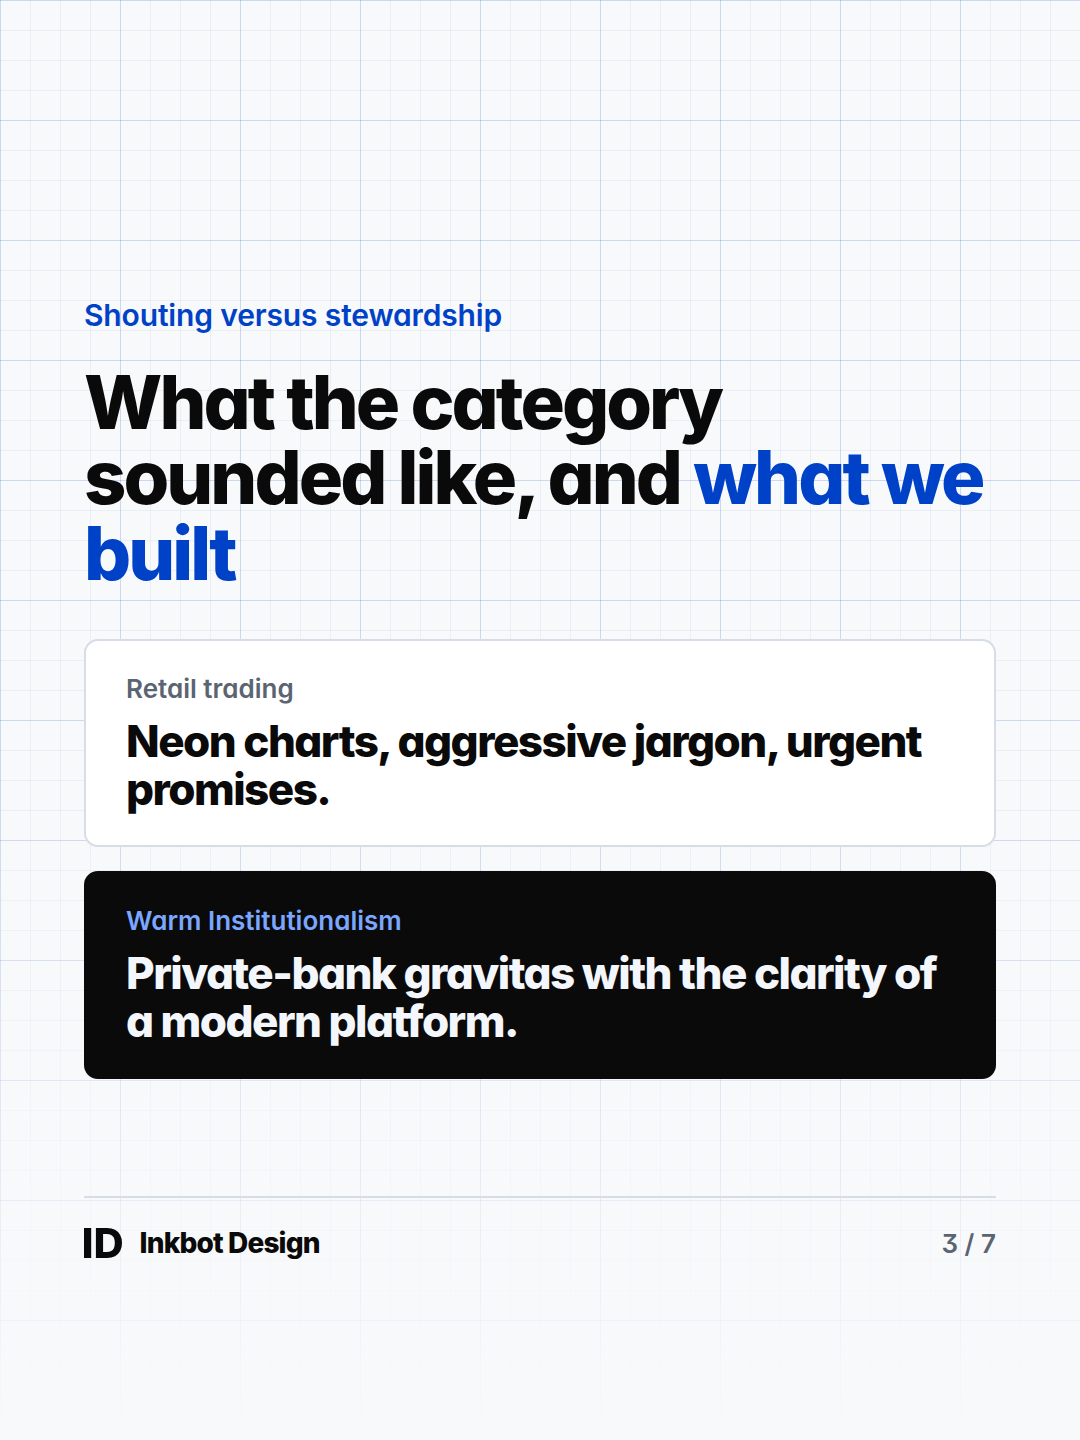 Shouting versus stewardship
What the category
sounded like, and what we
built
Retail trading
Neon charts, aggressive jargon, urgent
promises.
Warm Institutionalism
Private-bank gravitas with the clarity of
a modern platform.
ID Inkbot Design
3 / 7